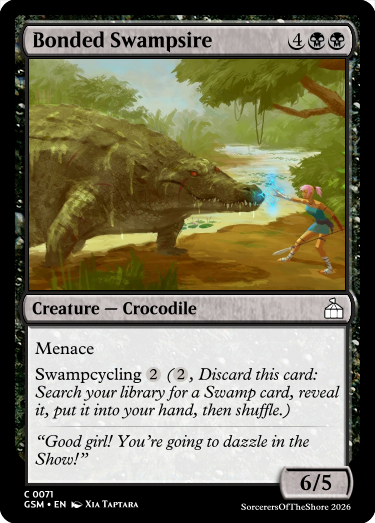 Bonded Swampsire 4
Creature — Crocodile
Menace
Swampcycling 2 (2, Discard this card:
Search your library for a Swamp card, reveal
it, put it into your hand, then shuffle.)
“Good girl! You’re going to dazzle in the
Show!”
6/5
C 0071
GSM • EN Xia Taptara
SorcerersOfTheShore 2026